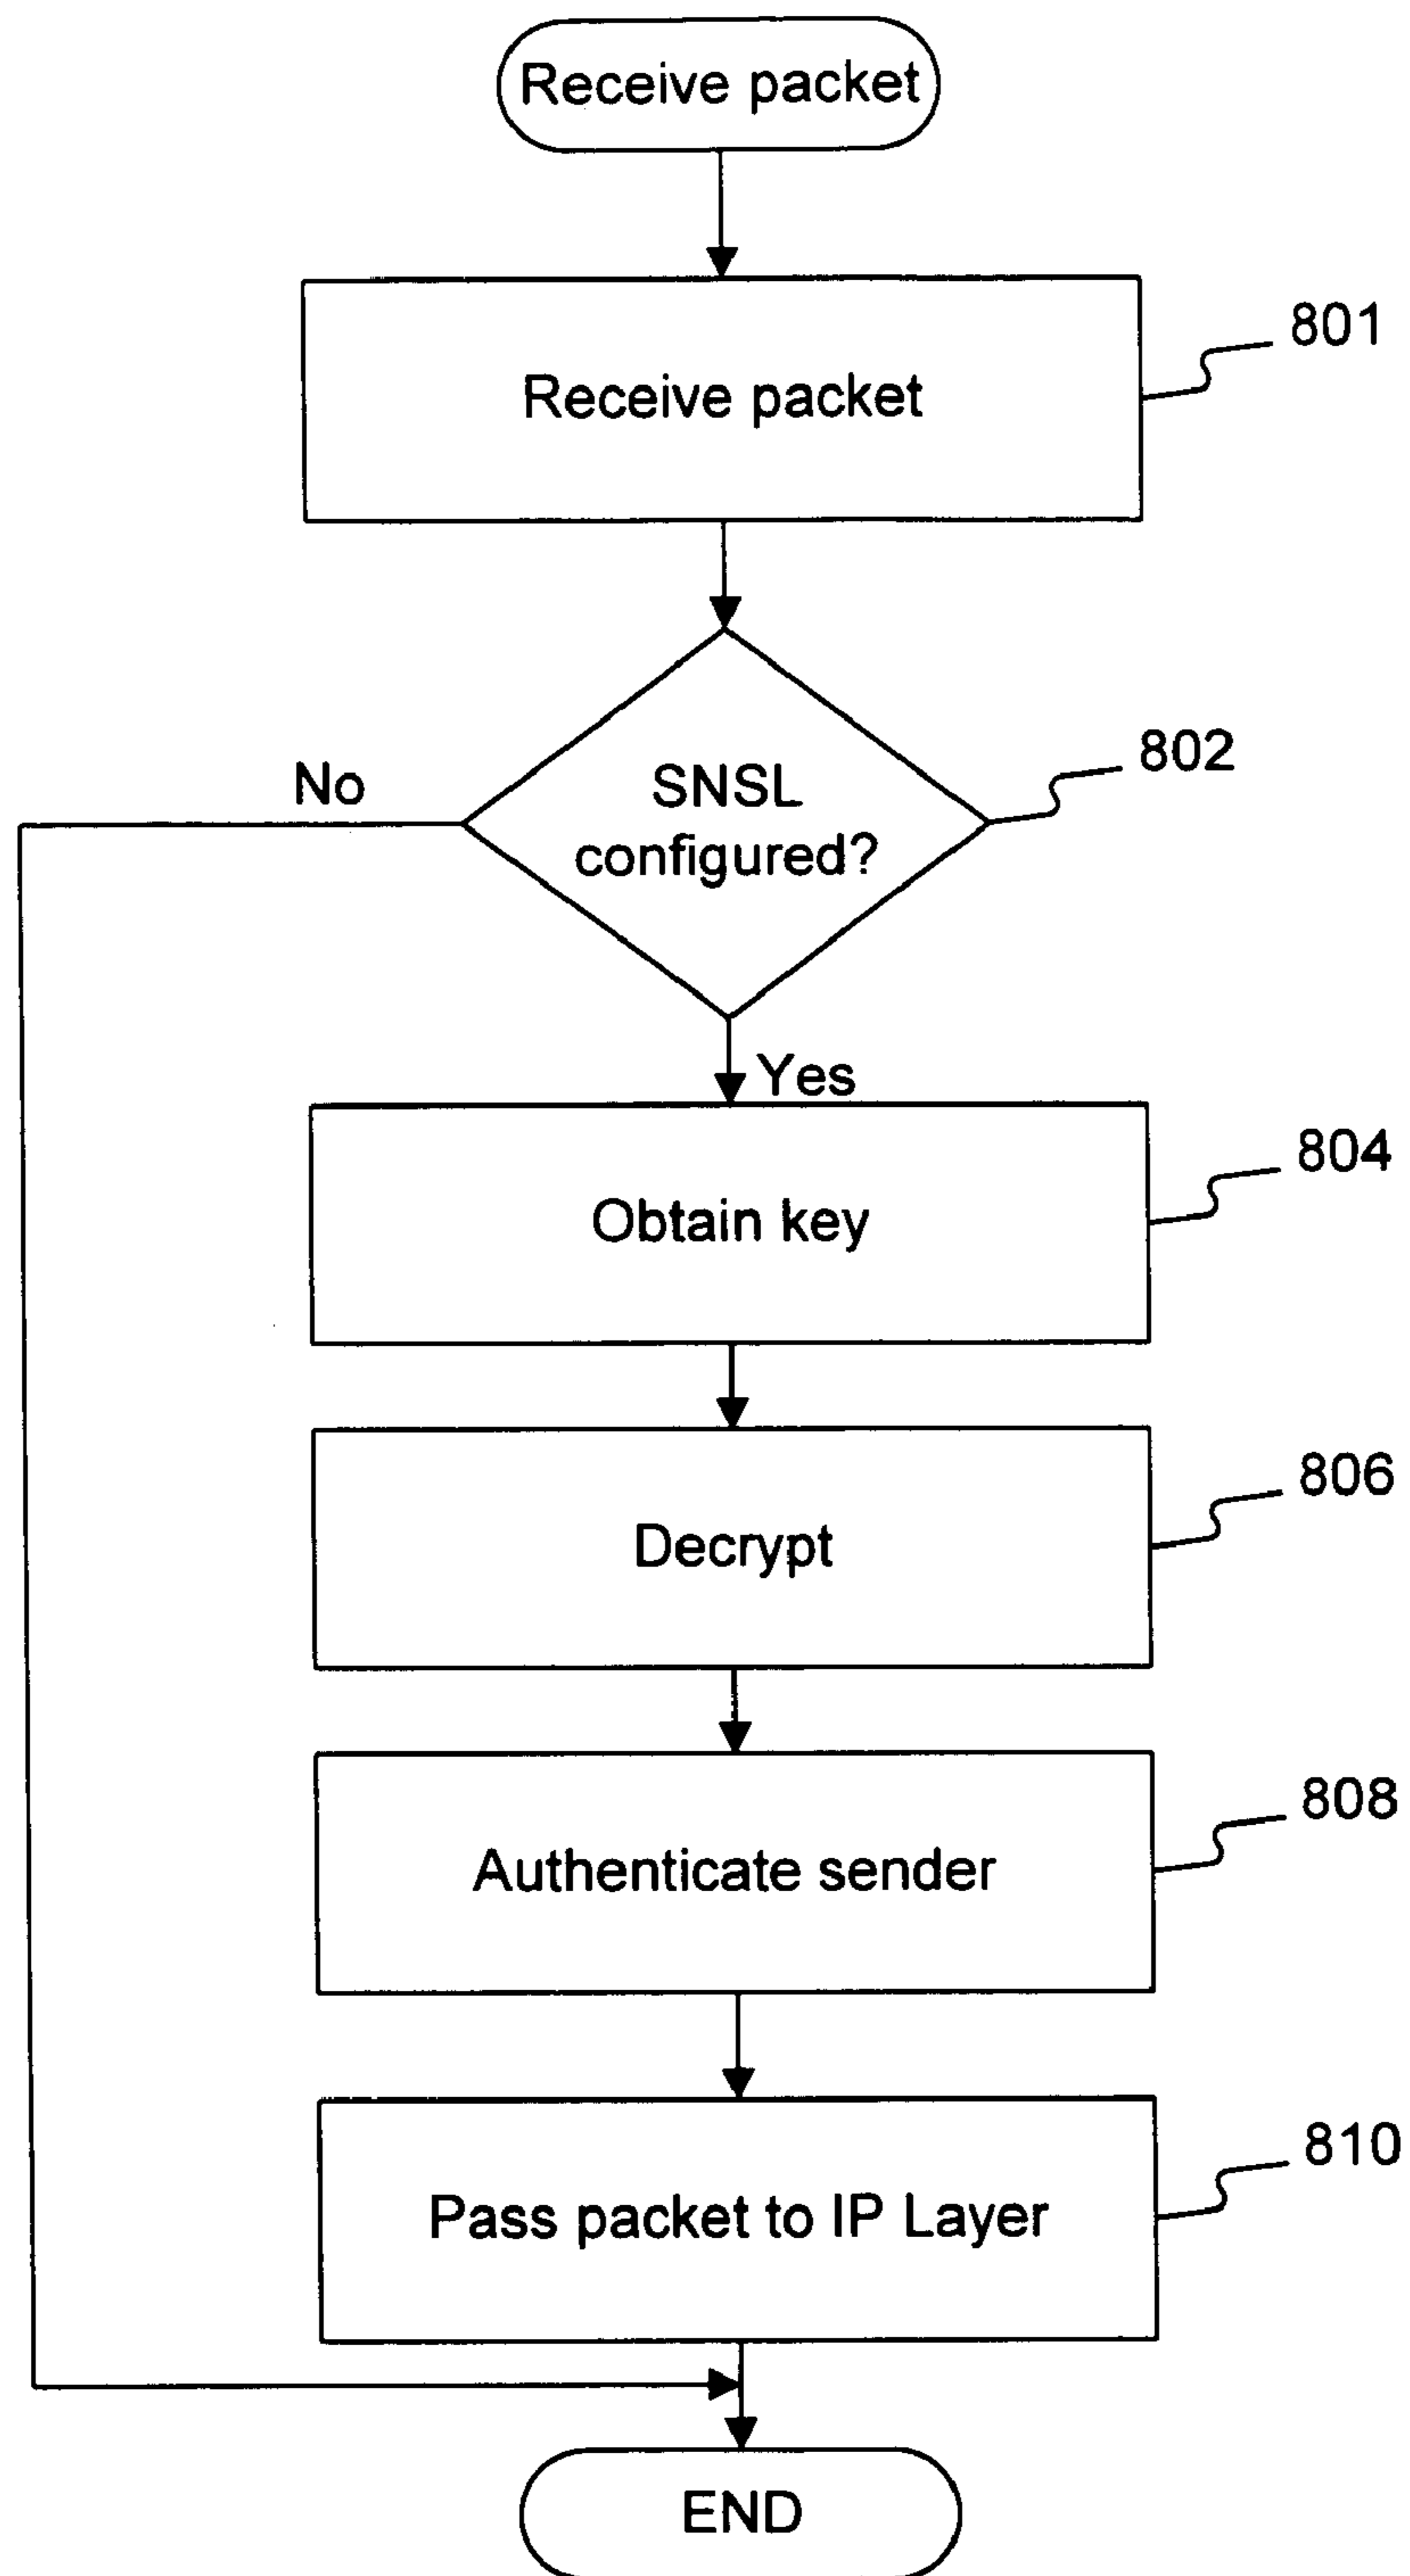 Receive packet
Receive packet
801
SNSL
configured?
802
No
Yes
Obtain key
804
Decrypt
806
Authenticate sender
808
Pass packet to IP Layer
810
END